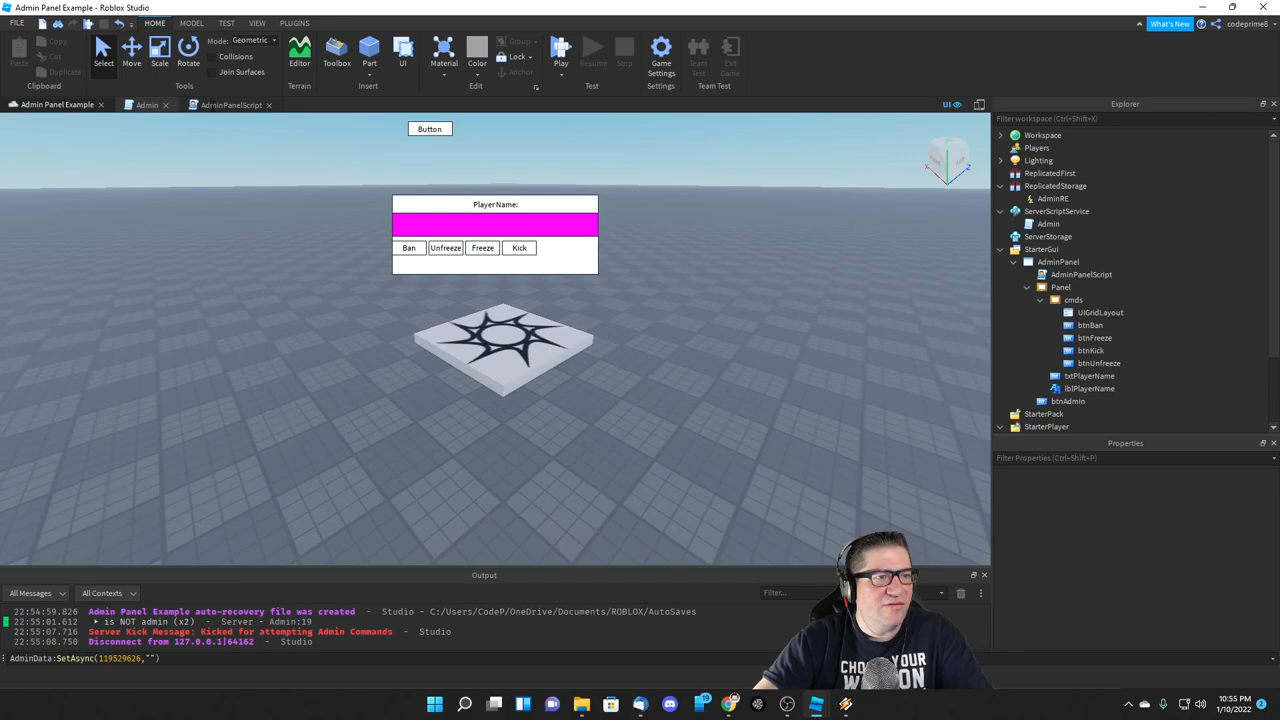 Admin Panel Example - Roblox Studio
FILE HOME MODEL TEST VIEW PLUGINS What's New codeprime8
Copy Mode: Geometric Group
Cut Collisions Lock
Paste Duplicate Select Move Scale Rotate Join Surfaces Editor Toolbox Part UI Material Color Anchor Play Resume Stop Game Settings Team Test Exit Game
Clipboard Tools Terrain Insert Edit Test Settings Team Test
Admin Panel Example Admin AdminPanelScript UI
Button
Player Name:
Ban Unfreeze Freeze Kick
Explorer
Filter workspace (Ctrl+Shift+X)
Workspace
Players
Lighting
ReplicatedFirst
ReplicatedStorage
AdminRE
ServerScriptService
Admin
ServerStorage
StarterGui
AdminPanel
AdminPanelScript
Panel
cmds
UIGridLayout
btnBan
btnFreeze
btnKick
btnUnfreeze
txtPlayerName
lblPlayerName
btnAdmin
StarterPack
StarterPlayer
Properties
Filter Properties (Ctrl+Shift+P)
Output
All Messages All Contexts Filter...
22:54:59.826 Admin Panel Example auto-recovery file was created - Studio - C:/Users/CodeP/OneDrive/Documents/ROBLOX/AutoSaves
22:55:01.612 is NOT admin (x2) - Server - Admin:19
22:55:07.716 Server Kick Message: Kicked for attempting Admin Commands - Studio
22:55:08.750 Disconnect from 127.0.0.1|64162 - Studio
AdminData:SetAsync(119529626,"")
CHOOSE YOUR
WEAPON
19
10:55 PM
1/10/2022
2